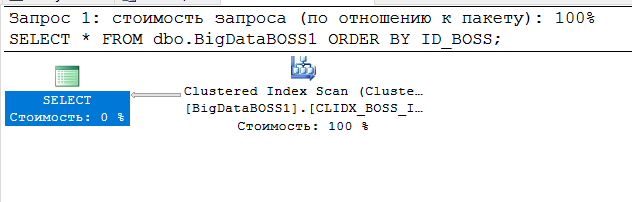 Запрос 1: стоимость запроса (по отношению к пакету): 100%
SELECT * FROM dbo.BigDataBOSS1 ORDER BY ID_BOSS;
SELECT
Стоимость: 0 %
Clustered Index Scan (Cluste…
[BigDataBOSS1].[CLIDX_BOSS_I…
Стоимость: 100 %